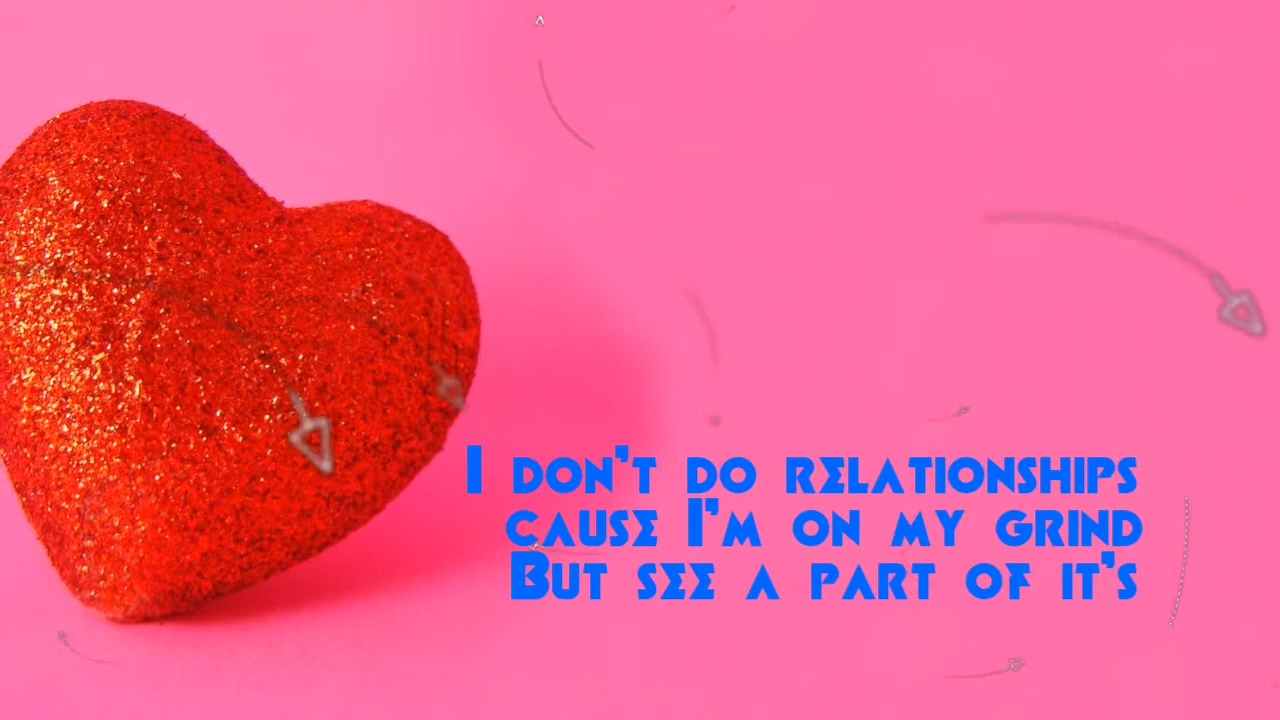 I don't do relationships
cause I'm on my grind
But see a part of it's